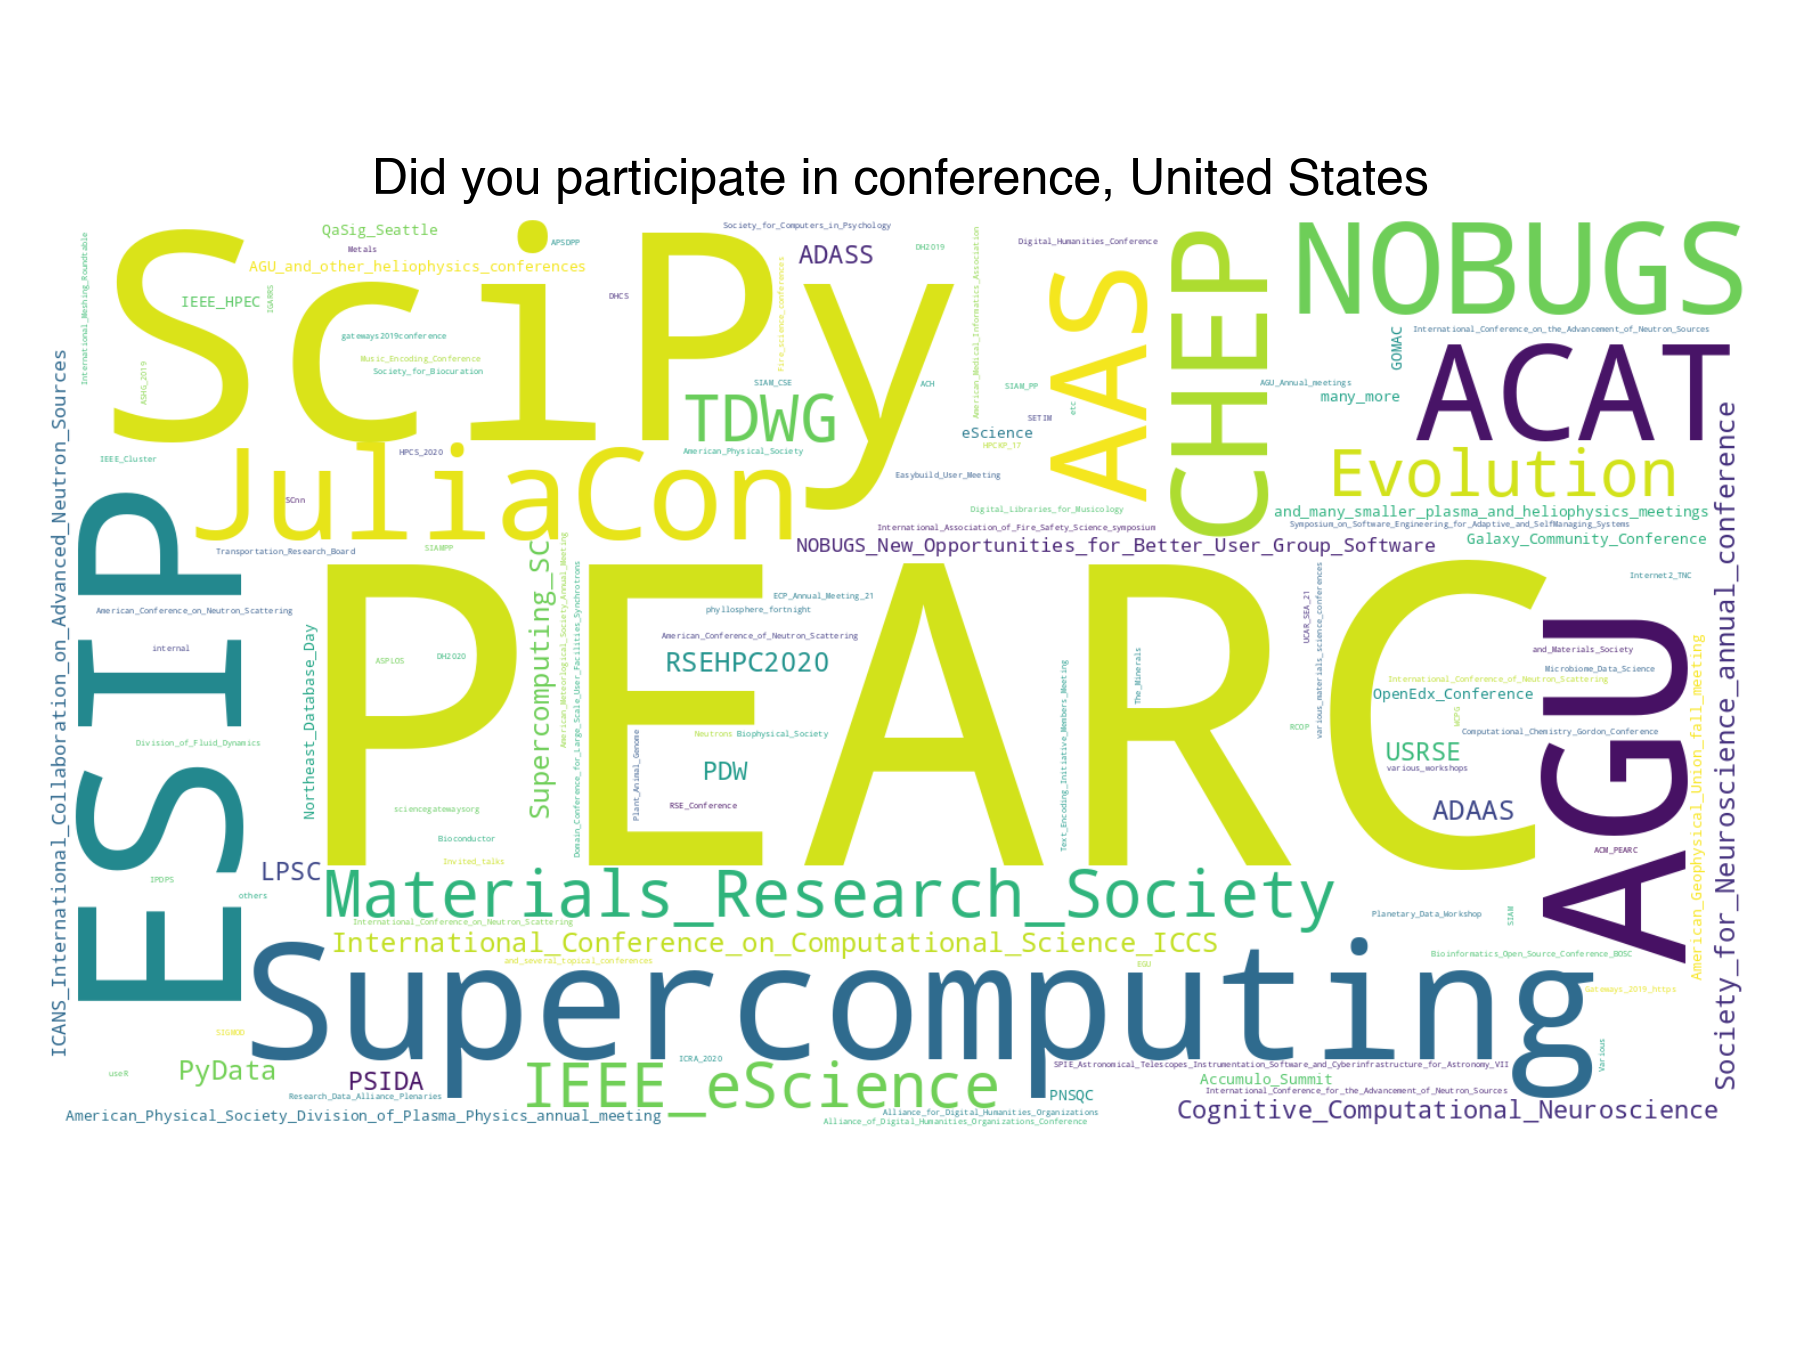 Did you participate in conference, United States
SciPy
QaSig_Seattle
Metals
APSDPP
AGU_and_other_heliophysics_conferences
IEEE_HPEC
IGARRS
DHCS
gateways2019conference
Music_Encoding_Conference
Society_for_Biocuration
International_Meshing_Roundtable
ASHG_2019
Society_for_Computers_in_Psychology
ADASS
DH2019
Fire_science_conferences
American_Medical_Informatics_Association
Digital_Humanities_Conference
AAS
CHEP
NOBUGS
International_Conference_on_the_Advancement_of_Neutron_Sources
GOMAC
ACAT
AGU_Annual_meetings
many_more
SIAM_CSE
ACH
SIAM_PP
etc
SETIM
TDWG
eScience
HPCKP_17
American_Physical_Society
Easybuild_User_Meeting
Evolution
IEEE_Cluster
HPCS_2020
JuliaCon
SCnn
Digital_Libraries_for_Musicology
and_many_smaller_plasma_and_heliophysics_meetings
International_Association_of_Fire_Safety_Science_symposium
Symposium_on_Software_Engineering_for_Adaptive_and_SelfManaging_Systems
NOBUGS_New_Opportunities_for_Better_User_Group_Software
Galaxy_Community_Conference
Transportation_Research_Board
SIAMPP
ICANS_International_Collaboration_on_Advanced_Neutron_Sources
ESIP
Supercomputing_SC
American_Meteorological_Society_Annual_Meeting
Domain_Conference_for_Large_Scale_User_Facilities_Synchrotrons
PEARC
ECP_Annual_Meeting_21
phyllosphere_fortnight
American_Conference_on_Neutron_Scattering
American_Conference_of_Neutron_Scattering
internal
Northeast_Database_Day
ASPLOS
DH2020
RSEHPC2020
UCAR_SEA_21
various_materials_science_conferences
Internet2_TNC
AGU
and_Materials_Society
Microbiome_Data_Science
International_Conference_of_Neutron_Scattering
OpenEdx_Conference
The_Minerals
Text_Encoding_Initiative_Members_Meeting
WCPG
RCOP
Computational_Chemistry_Gordon_Conference
American_Geophysical_Union_fall_meeting
Society_for_Neuroscience_annual_conference
Division_of_Fluid_Dynamics
Neutrons
Biophysical_Society
Plant_Animal_Genome
PDW
USRSE
various_workshops
RSE_Conference
sciencegatewaysorg
ADAAS
Bioconductor
ACM_PEARC
Invited_talks
LPSC
IPDPS
others
Materials_Research_Society
International_Conference_on_Neutron_Scattering
Planetary_Data_Workshop
SIAM
International_Conference_on_Computational_Science_ICCS
and_several_topical_conferences
EGU
Bioinformatics_Open_Source_Conference_BOSC
Supercomputing
Gateways_2019_https
SIGMOD
useR
PyData
PSIDA
ICRA_2020
IEEE_eScience
SPIE_Astronomical_Telescopes_Instrumentation_Software_and_Cyberinfrastructure_for_Astronomy_VII
Various
Accumulo_Summit
Research_Data_Alliance_Plenaries
PNSQC
International_Conference_for_the_Advancement_of_Neutron_Sources
American_Physical_Society_Division_of_Plasma_Physics_annual_meeting
Alliance_for_Digital_Humanities_Organizations
Alliance_of_Digital_Humanities_Organizations_Conference
Cognitive_Computational_Neuroscience